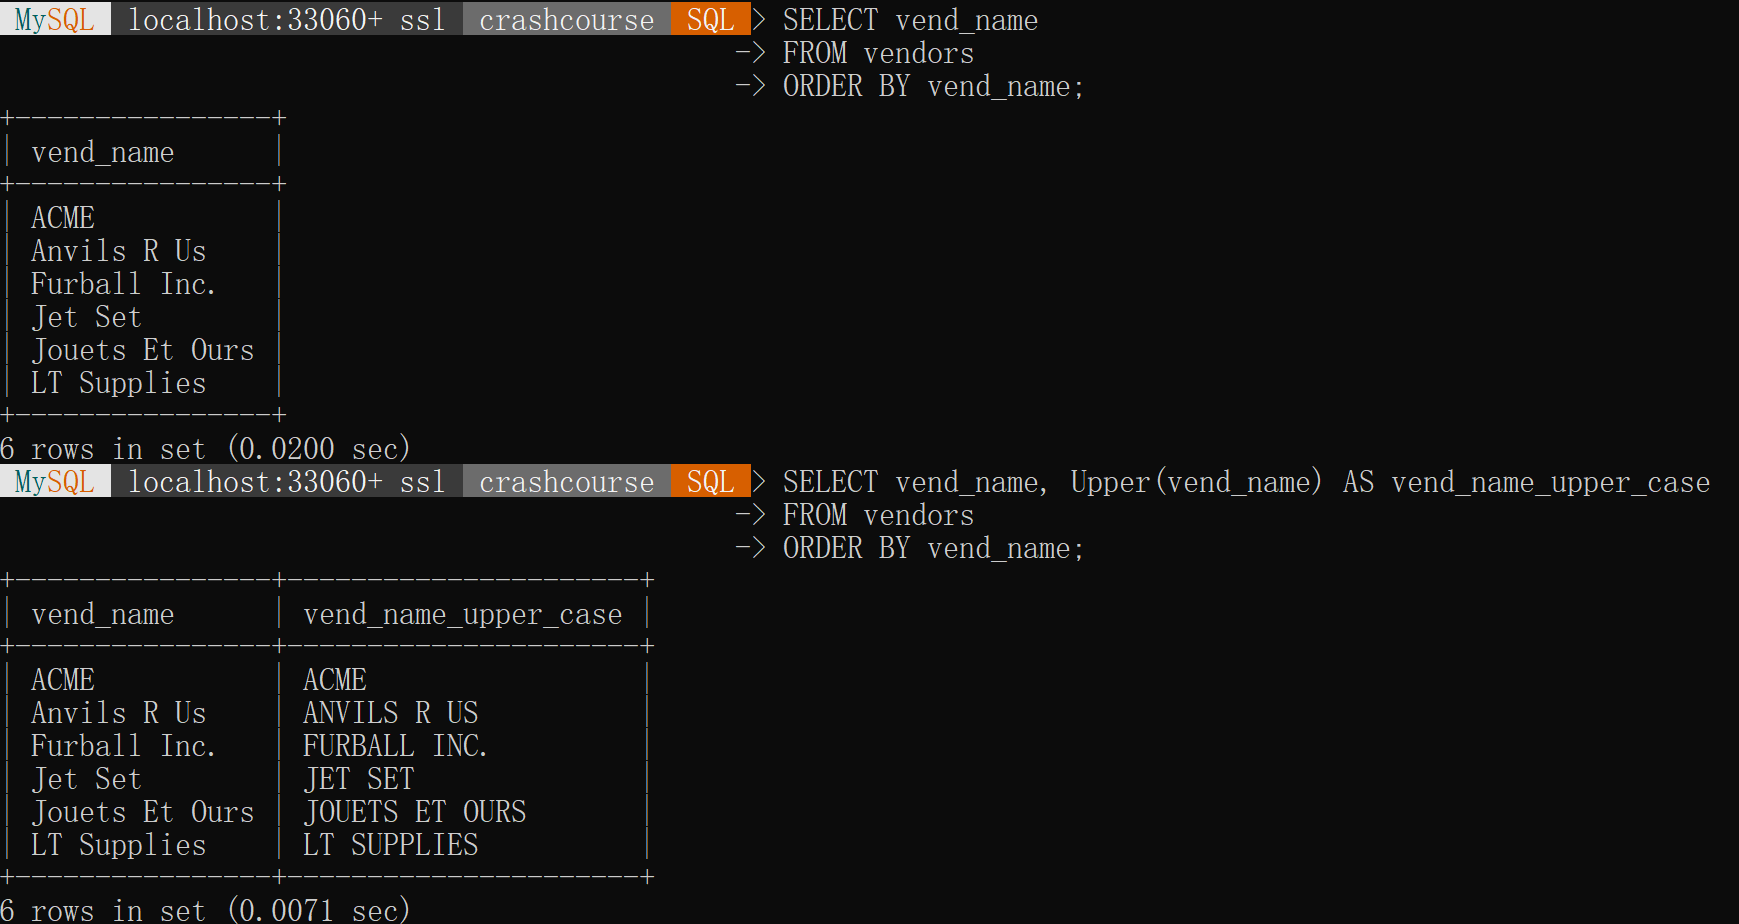 MySQL localhost:33060+ ssl crashcourse SQL > SELECT vend_name
-> FROM vendors
-> ORDER BY vend_name;
+----------------+
| vend_name      |
+----------------+
| ACME           |
| Anvils R Us    |
| Furball Inc.   |
| Jet Set        |
| Jouets Et Ours |
| LT Supplies    |
+----------------+
6 rows in set (0.0200 sec)
MySQL localhost:33060+ ssl crashcourse SQL > SELECT vend_name, Upper(vend_name) AS vend_name_upper_case
-> FROM vendors
-> ORDER BY vend_name;
+----------------+----------------------+
| vend_name      | vend_name_upper_case |
+----------------+----------------------+
| ACME           | ACME                 |
| Anvils R Us    | ANVILS R US          |
| Furball Inc.   | FURBALL INC.         |
| Jet Set        | JET SET              |
| Jouets Et Ours | JOUETS ET OURS       |
| LT Supplies    | LT SUPPLIES          |
+----------------+----------------------+
6 rows in set (0.0071 sec)